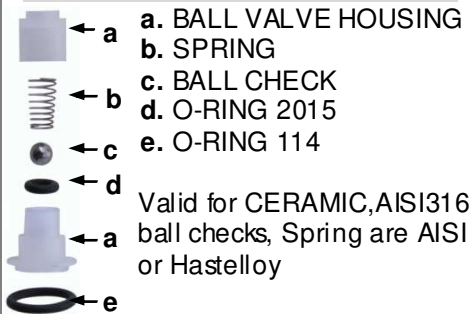 a
b
c
d
a
e
a. BALL VALVE HOUSING
b. SPRING
c. BALL CHECK
d. O-RING 2015
e. O-RING 114
Valid for CERAMIC,AISI316
ball checks, Spring are AISI
or Hastelloy